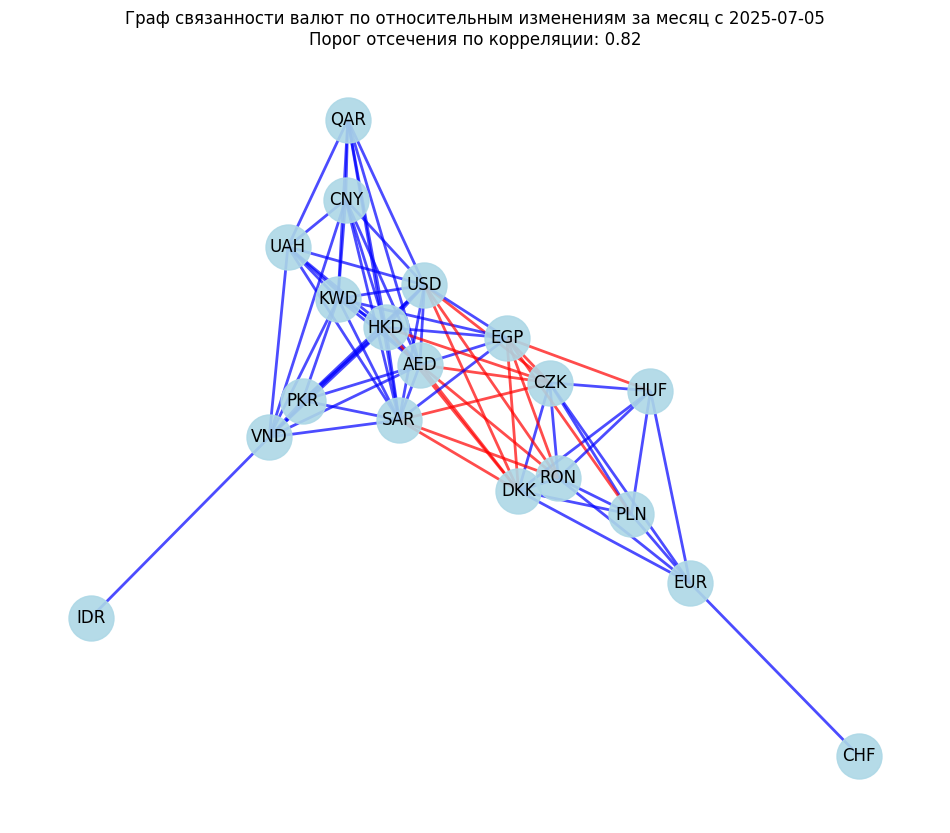 Граф связанности валют по относительным изменениям за месяц с 2025-07-05
Порог отсечения по корреляции: 0.82
QAR
CNY
UAH
USD
KWD
HKD
EGP
AED
CZK
HUF
PKR
SAR
VND
RON
DKK
PLN
EUR
IDR
CHF